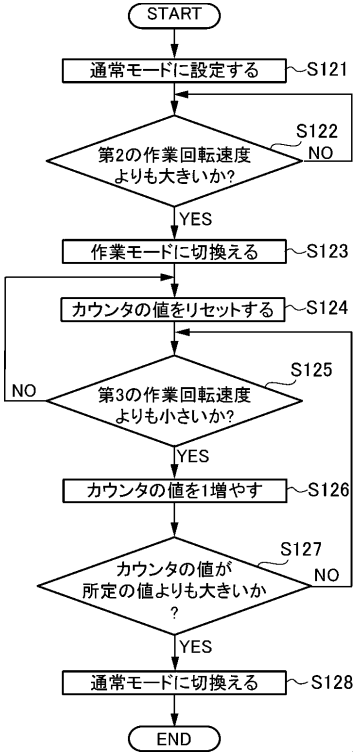 START
通常モードに設定する
S121
S122
第2の作業回転速度
よりも大きいか?
NO
YES
作業モードに切換える
S123
カウンタの値をリセットする
S124
S125
NO
第3の作業回転速度
よりも小さいか?
YES
カウンタの値を1増やす
S126
S127
カウンタの値が
所定の値よりも大きいか
?
NO
YES
通常モードに切換える
S128
END